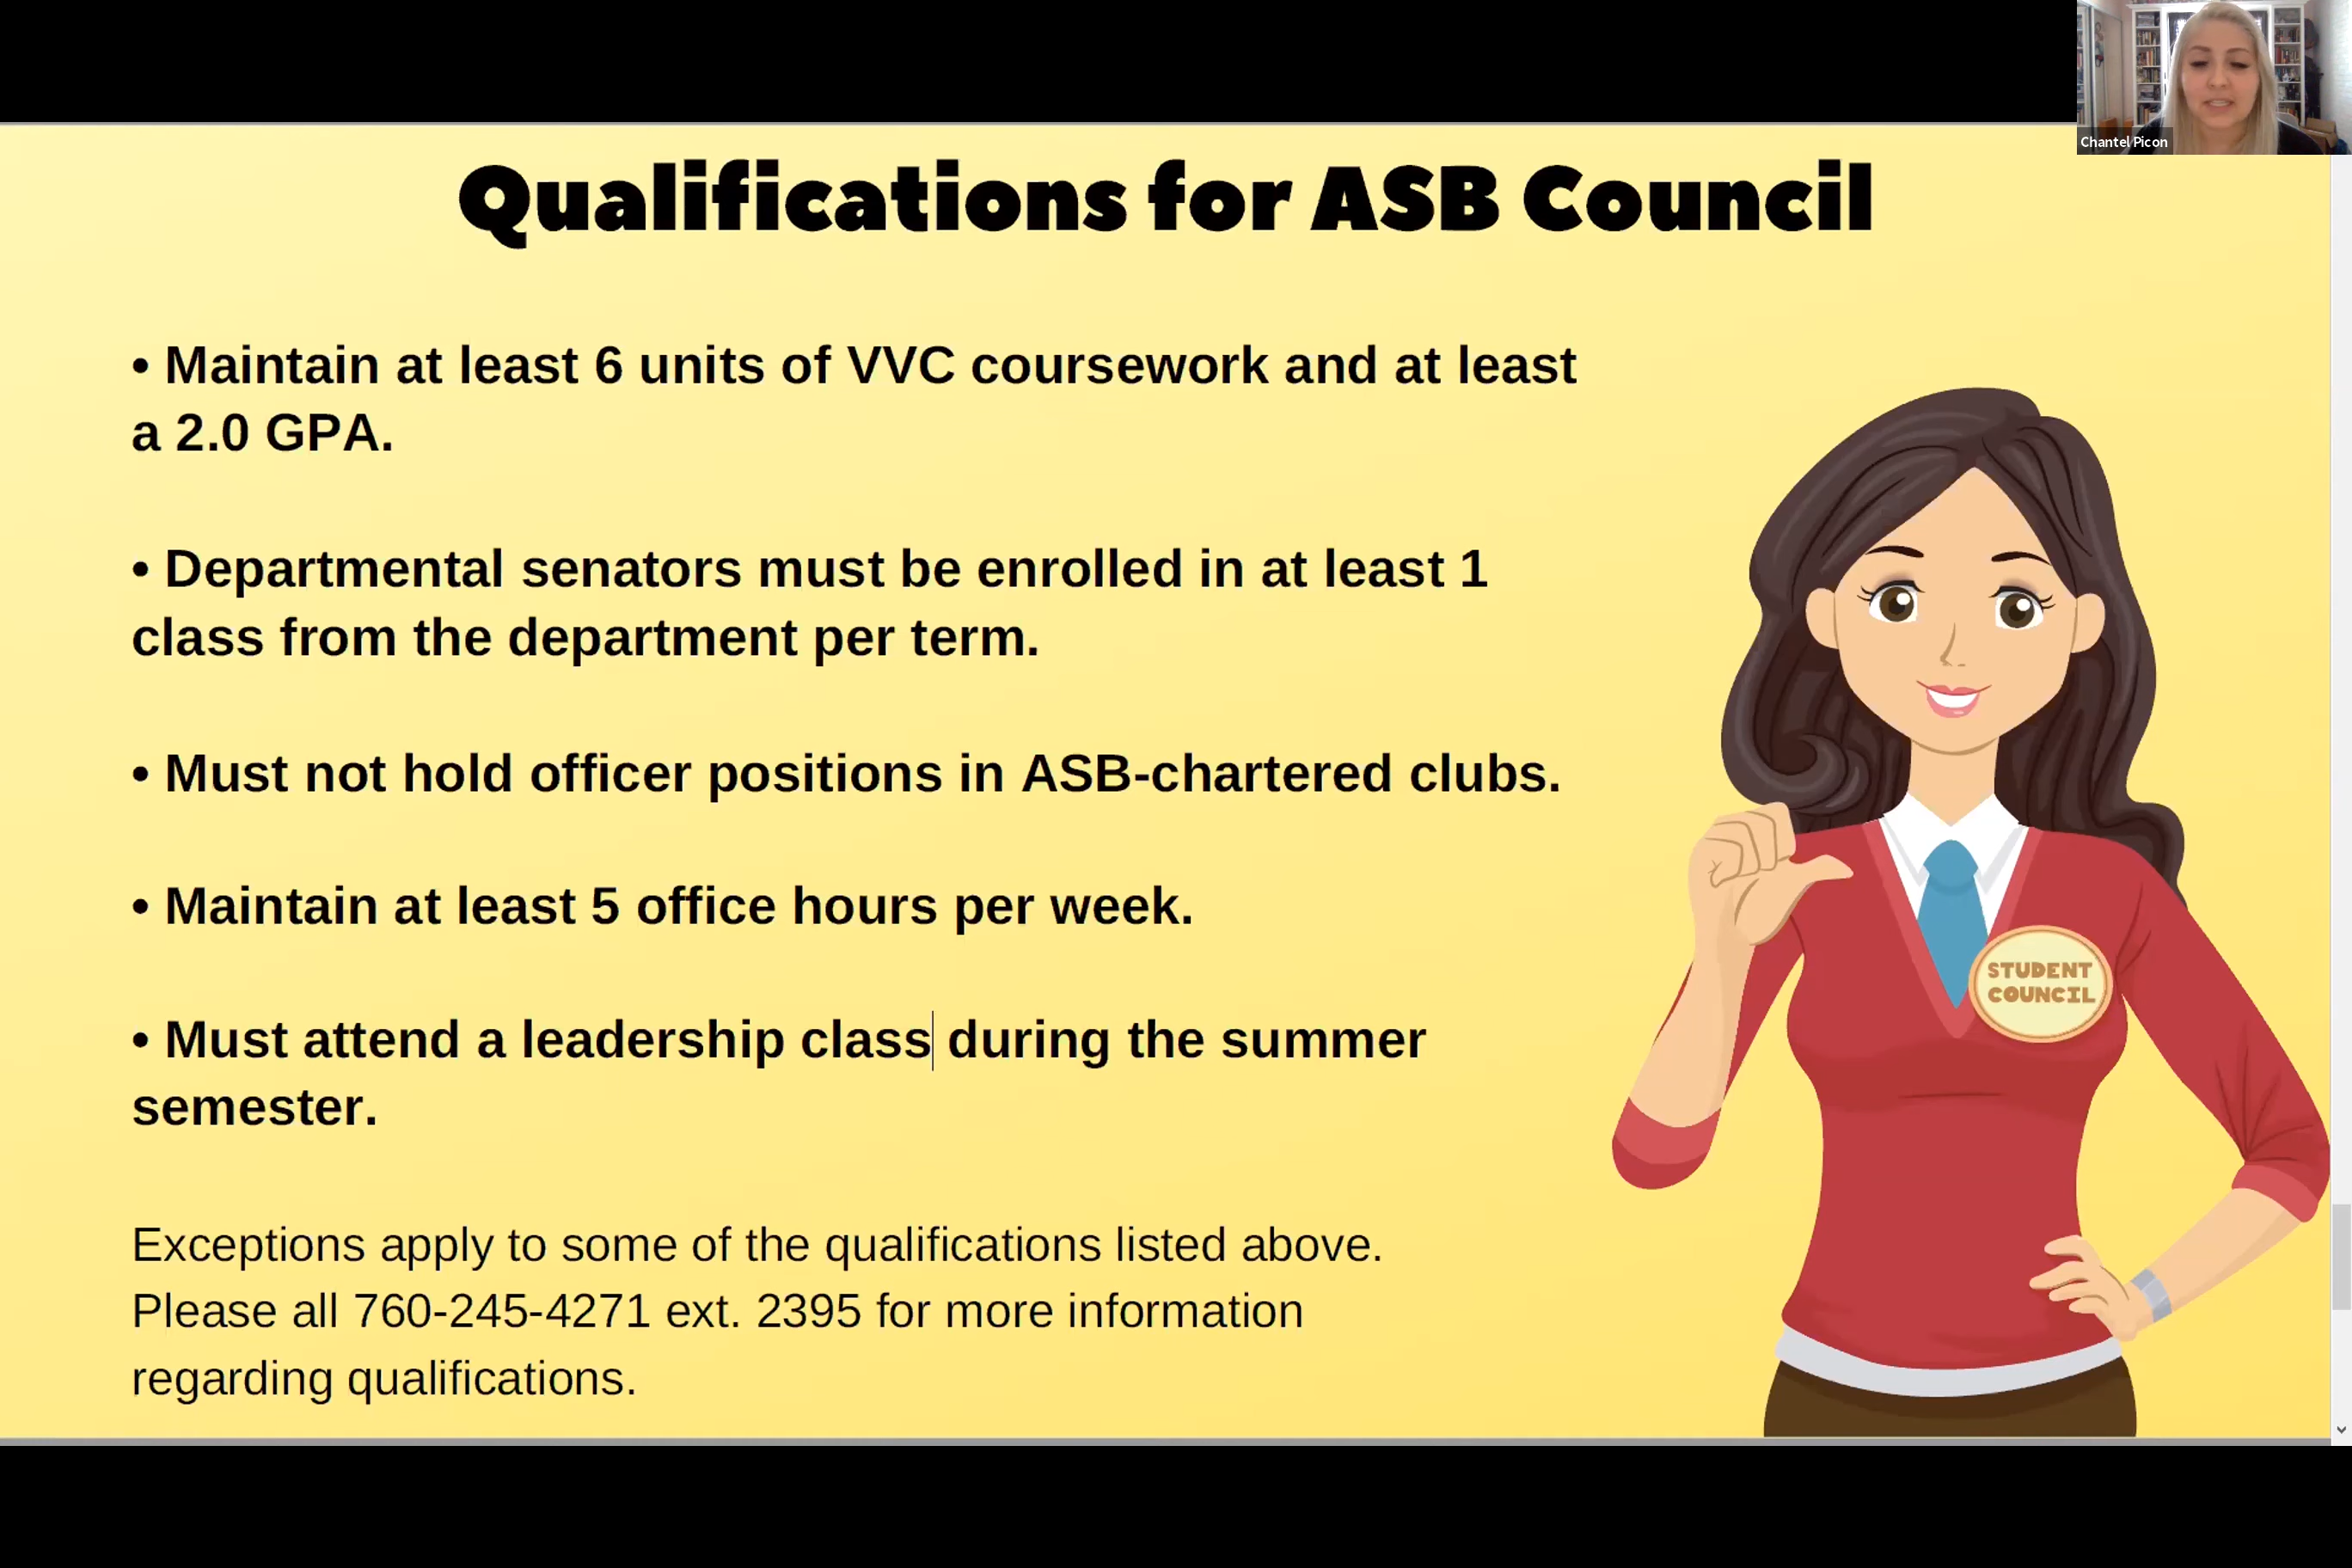 Chantel Picon
Qualifications for ASB Council
• Maintain at least 6 units of VVC coursework and at least
a 2.0 GPA.
• Departmental senators must be enrolled in at least 1
class from the department per term.
• Must not hold officer positions in ASB-chartered clubs.
• Maintain at least 5 office hours per week.
• Must attend a leadership class during the summer
semester.
Exceptions apply to some of the qualifications listed above.
Please all 760-245-4271 ext. 2395 for more information
regarding qualifications.
STUDENT
COUNCIL